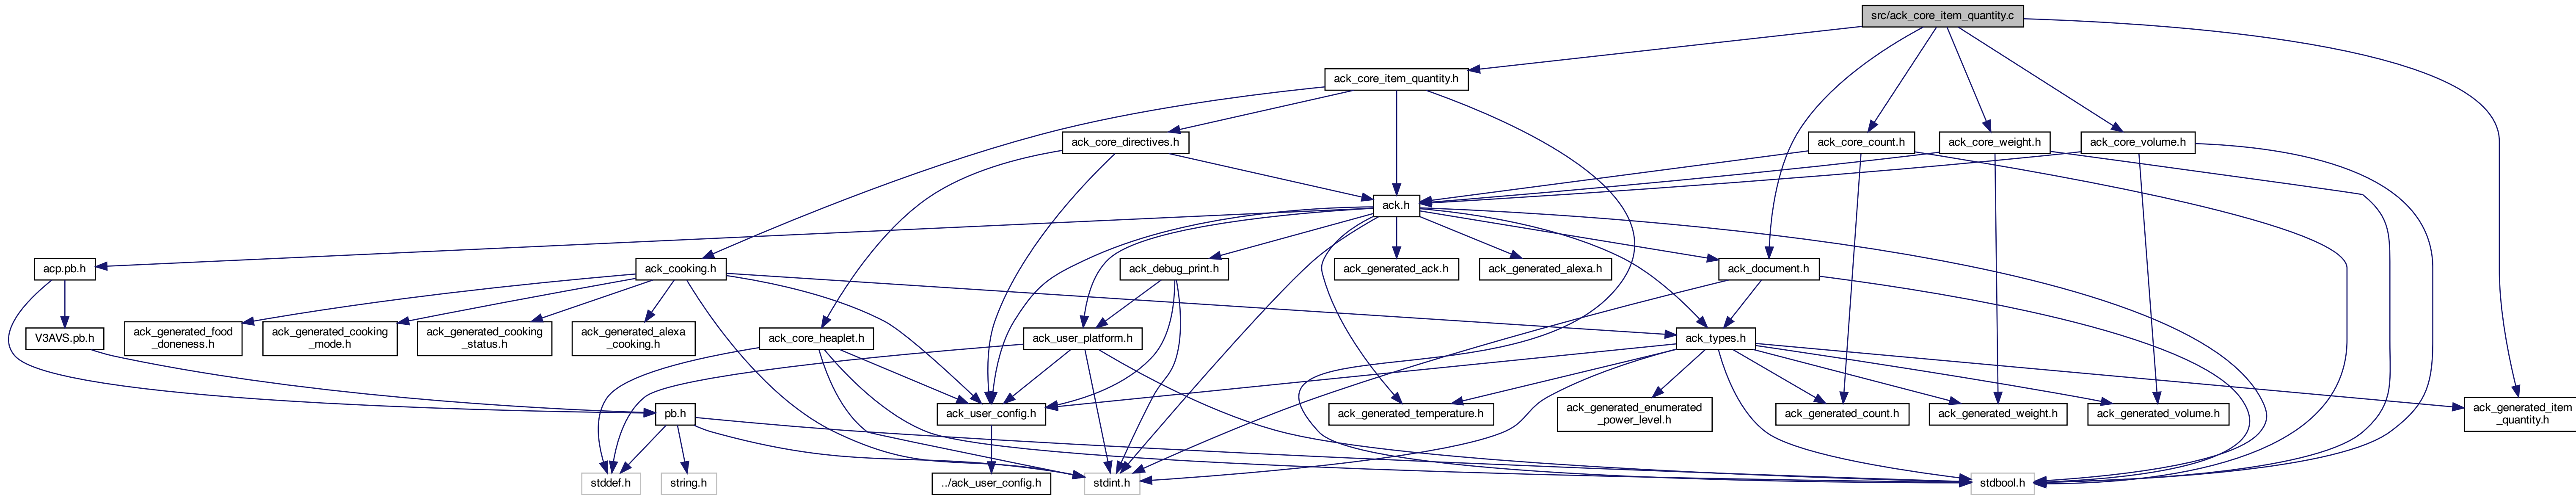 src/ack_core_item_quantity.c
ack_core_item_quantity.h
ack_core_directives.h
ack_core_count.h
ack_core_weight.h
ack_core_volume.h
ack.h
acp.pb.h
ack_cooking.h
ack_debug_print.h
ack_generated_ack.h
ack_generated_alexa.h
ack_document.h
V3AVS.pb.h
ack_generated_food
_doneness.h
ack_generated_cooking
_mode.h
ack_generated_cooking
_status.h
ack_generated_alexa
_cooking.h
ack_core_heaplet.h
ack_user_platform.h
ack_types.h
pb.h
ack_user_config.h
ack_generated_temperature.h
ack_generated_enumerated
_power_level.h
ack_generated_count.h
ack_generated_weight.h
ack_generated_volume.h
ack_generated_item
_quantity.h
stddef.h
string.h
../ack_user_config.h
stdint.h
stdbool.h